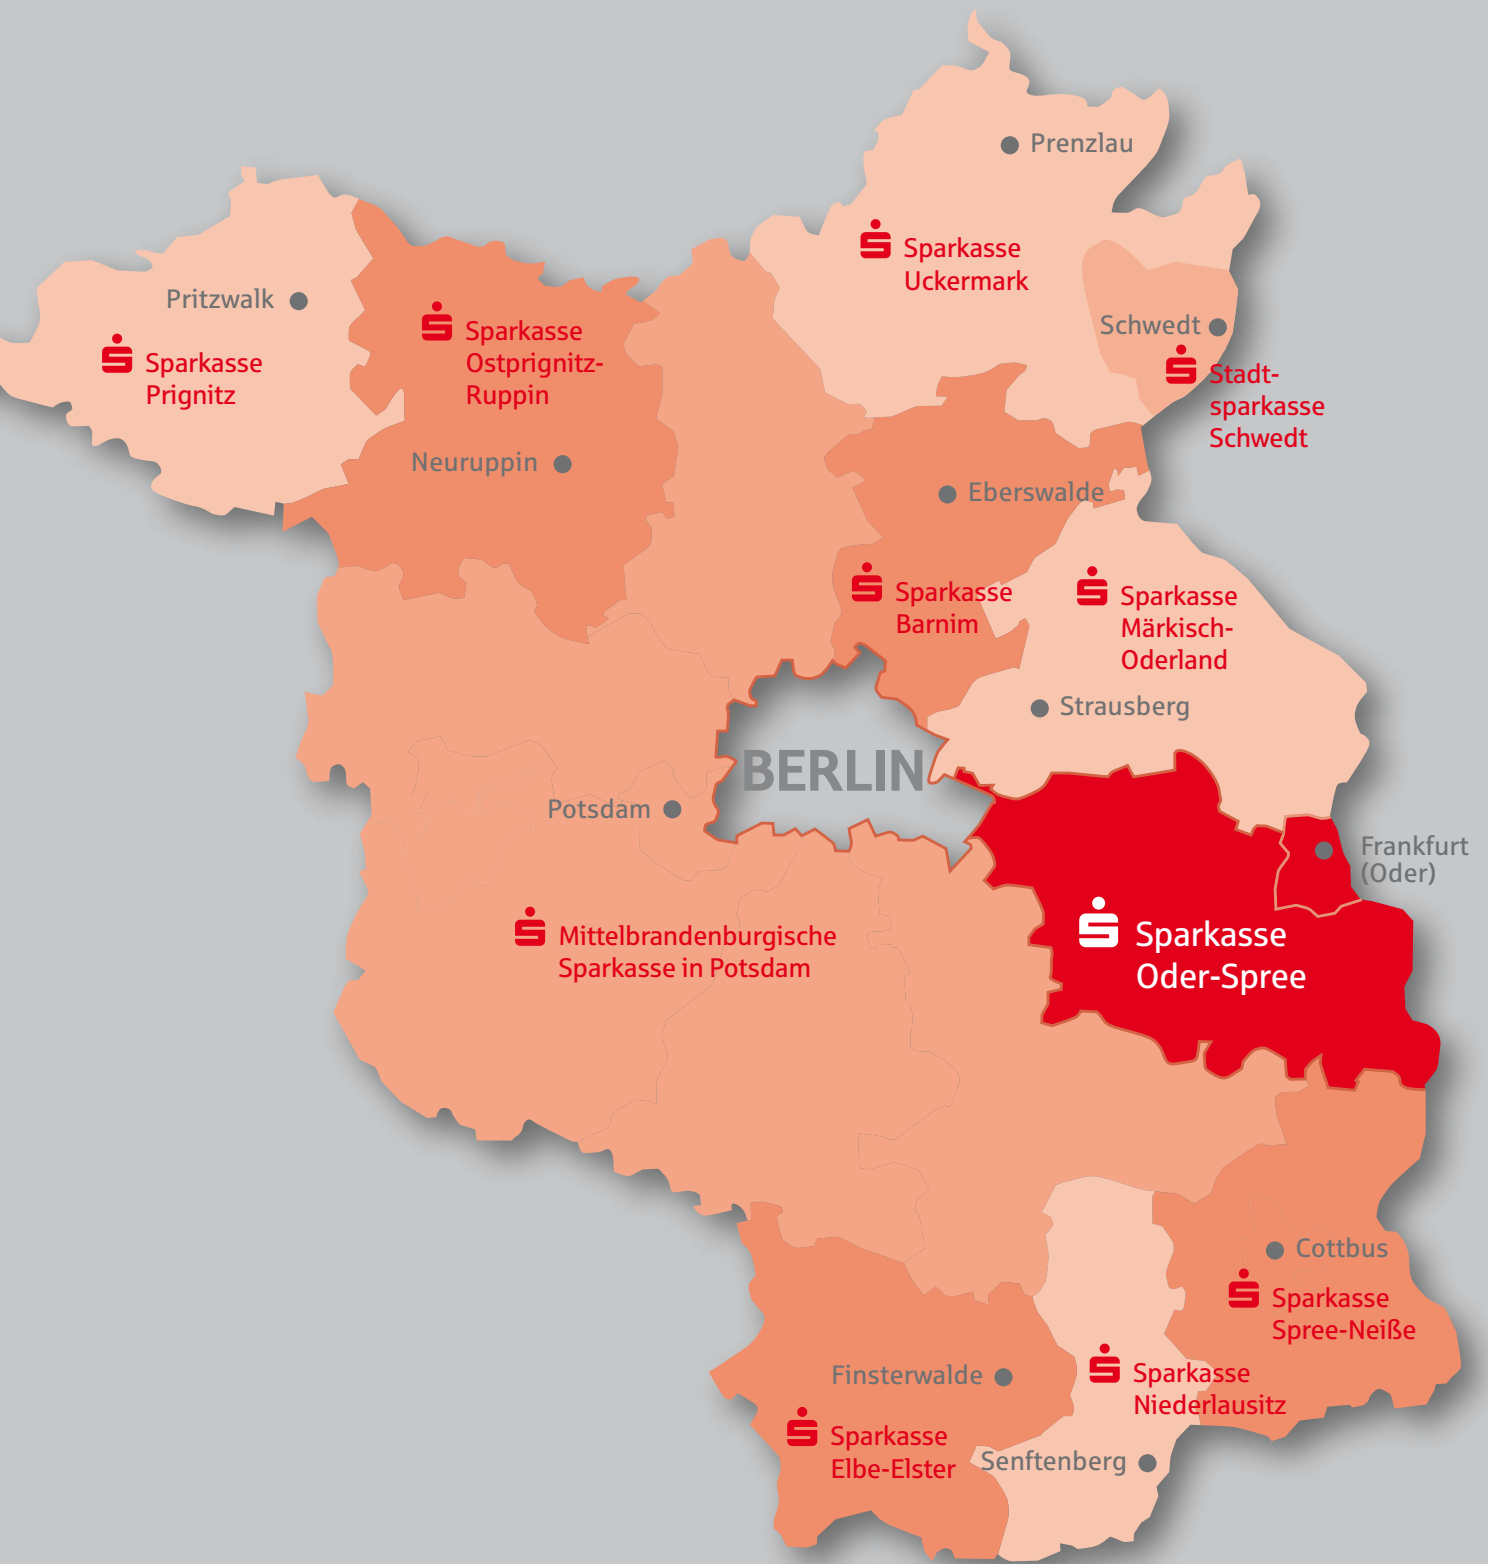 Prenzlau
Sparkasse
Uckermark
Pritzwalk
Sparkasse
Prignitz
Sparkasse
Ostprignitz-
Ruppin
Neuruppin
Schwedt
Stadt-
sparkasse
Schwedt
Eberswalde
Sparkasse
Barnim
Sparkasse
Märkisch-
Oderland
Strausberg
BERLIN
Potsdam
Frankfurt
(Oder)
Sparkasse
Oder-Spree
Mittelbrandenburgische
Sparkasse in Potsdam
Cottbus
Sparkasse
Spree-Neiße
Finsterwalde
Sparkasse
Niederlausitz
Sparkasse
Elbe-Elster
Senftenberg